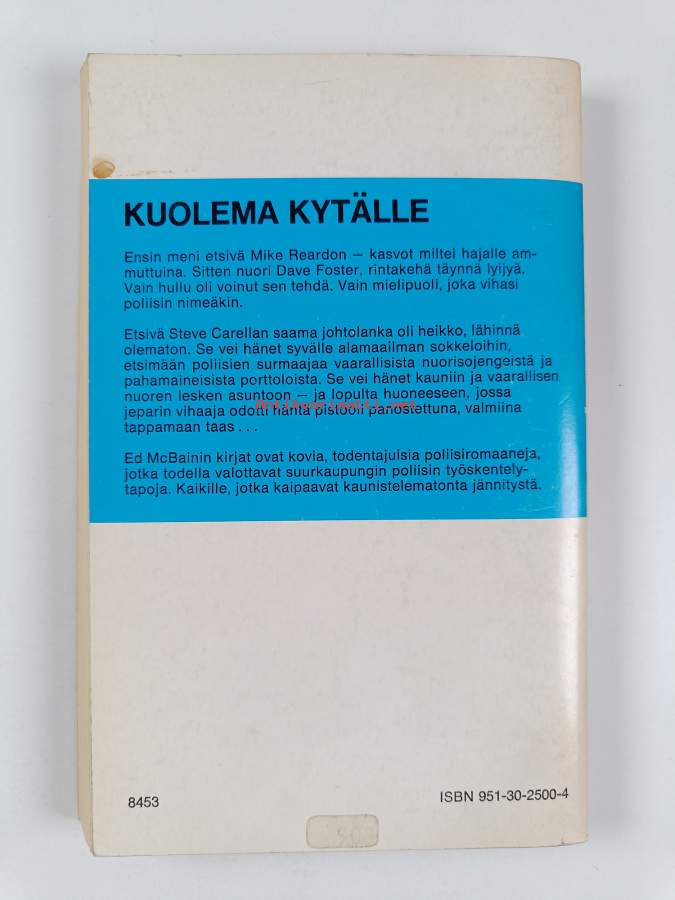 KUOLEMA KYTÄLLE
Ensin meni etsivä Mike Reardon – kasvot miltei hajalle am-
muttuina. Sitten nuori Dave Foster, rintakehä täynnä lyijyä.
Vain hullu oli voinut sen tehdä. Vain mielipuoli, joka vihasi
poliisin nimeäkin.
Etsivä Steve Carellan saama johtolanka oli heikko, lähinnä
olematon. Se vei hänet syvälle alamaailman sokkeloihin,
etsimään poliisien surmaajaa vaarallisista nuorisojengeistä ja
pahamaineisista porttoloista. Se vei hänet kauniin ja vaarallisen
nuoren lesken asuntoon – ja lopulta huoneeseen, jossa
jeparin vihaaja odotti häntä pistooli panostettuna, valmiina
tappamaan taas . . .
Ed McBainin kirjat ovat kovia, todentajuisia poliisiromaaneja,
jotka todella valottavat suurkaupungin poliisin työskentely-
tapoja. Kaikille, jotka kaipaavat kaunistelematonta jännitystä.
8453
ISBN 951-30-2500-4